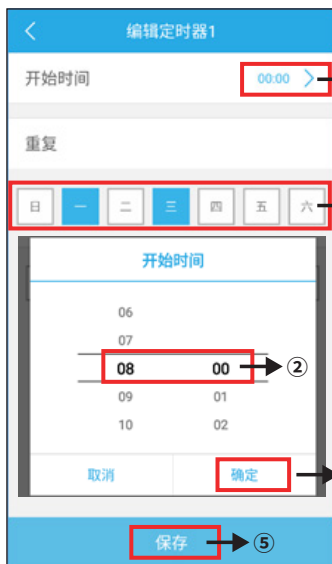 编辑定时器1
开始时间 00:00
重复
日 一 二 三 四 五 六
开始时间
06
07
08 00 ②
09 01
10 02
取消 确定
保存 ⑤